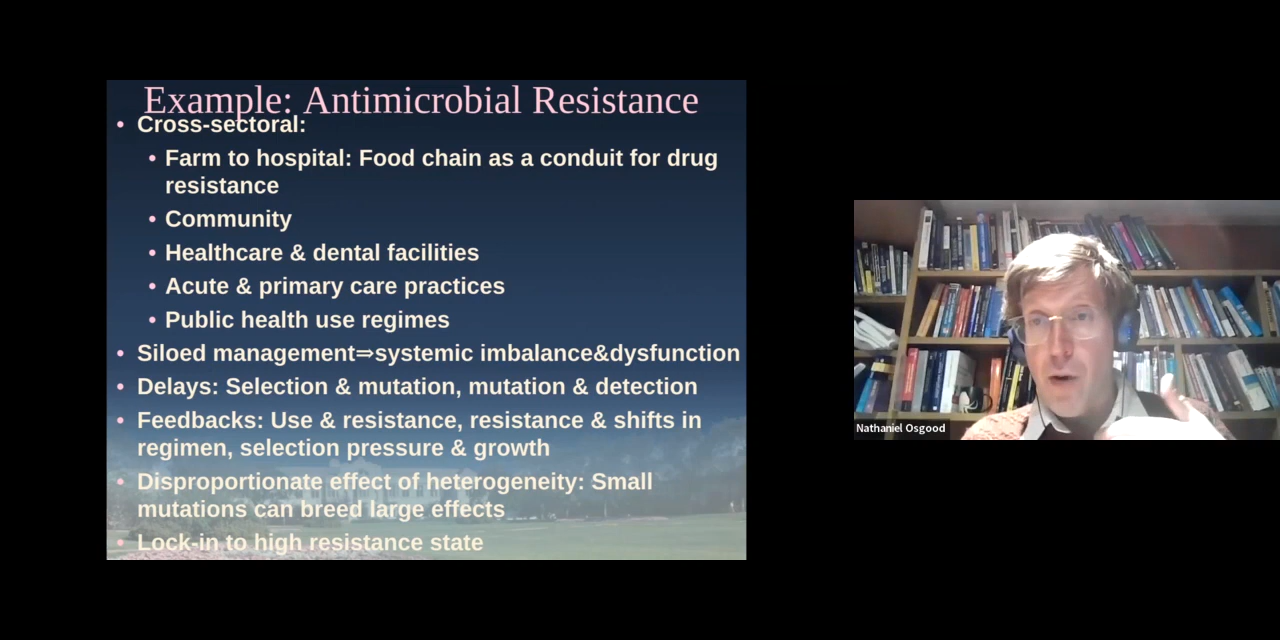 Example: Antimicrobial Resistance
• Cross-sectoral:
• Farm to hospital: Food chain as a conduit for drug
resistance
• Community
• Healthcare & dental facilities
• Acute & primary care practices
• Public health use regimes
• Siloed management⇒systemic imbalance&dysfunction
• Delays: Selection & mutation, mutation & detection
• Feedbacks: Use & resistance, resistance & shifts in
regimen, selection pressure & growth
• Disproportionate effect of heterogeneity: Small
mutations can breed large effects
• Lock-in to high resistance state
Nathaniel Osgood